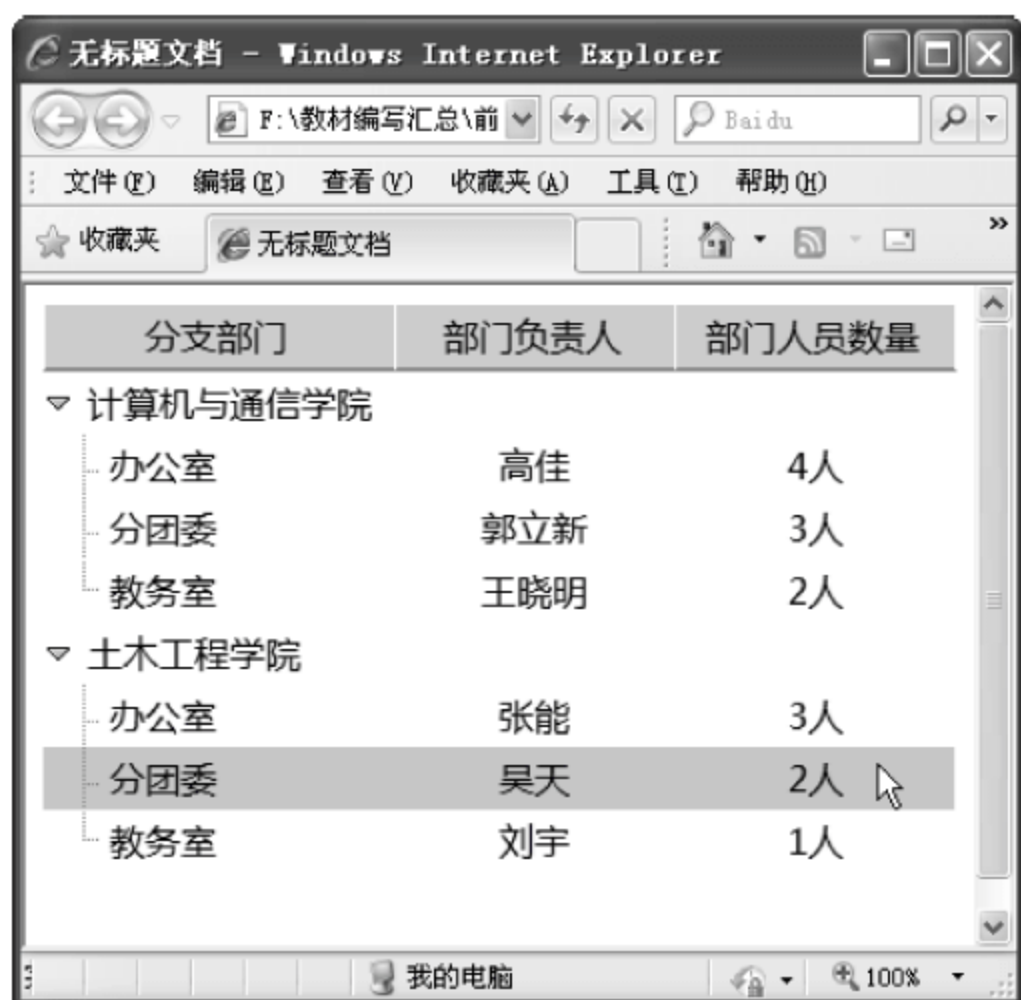 无标题文档 - Windows Internet Explorer
F:\教材编写汇总\前
Baidu
文件(F) 编辑(E) 查看(V) 收藏夹(A) 工具(T) 帮助(H)
收藏夹 无标题文档
分支部门 部门负责人 部门人员数量
计算机与通信学院
办公室 高佳 4人
分团委 郭立新 3人
教务室 王晓明 2人
土木工程学院
办公室 张能 3人
分团委 吴天 2人
教务室 刘宇 1人
我的电脑 100%